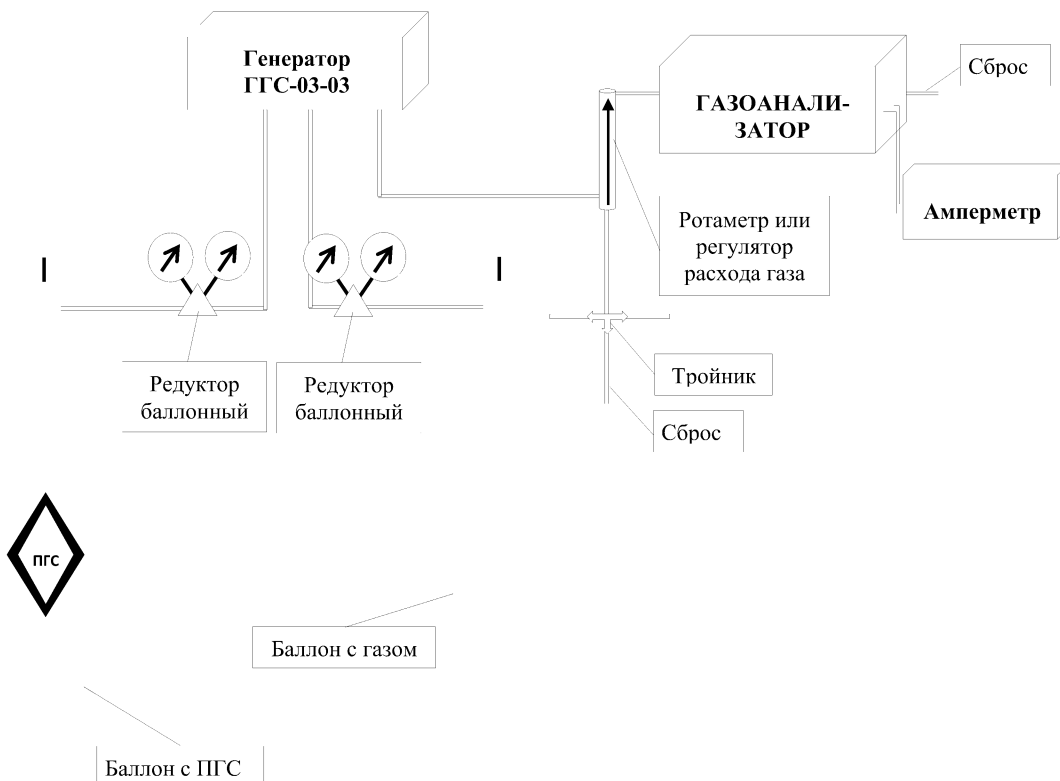 Генератор
ГГС-03-03
ГАЗОАНАЛИ-
ЗАТОР
Сброс
Амперметр
Ротаметр или
регулятор
расхода газа
Редуктор
баллонный
Редуктор
баллонный
Тройник
Сброс
ПГС
Баллон с газом
Баллон с ПГС